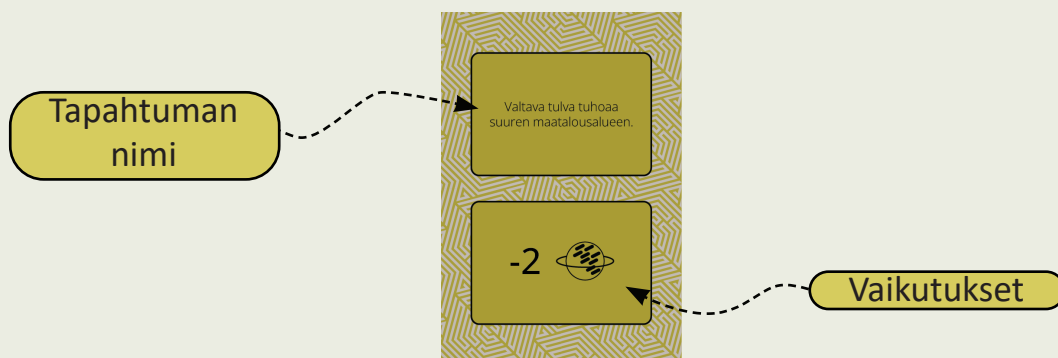 Tapahtuman
nimi
Valtava tulva tuhoaa
suuren maatalousalueen.
-2
Vaikutukset